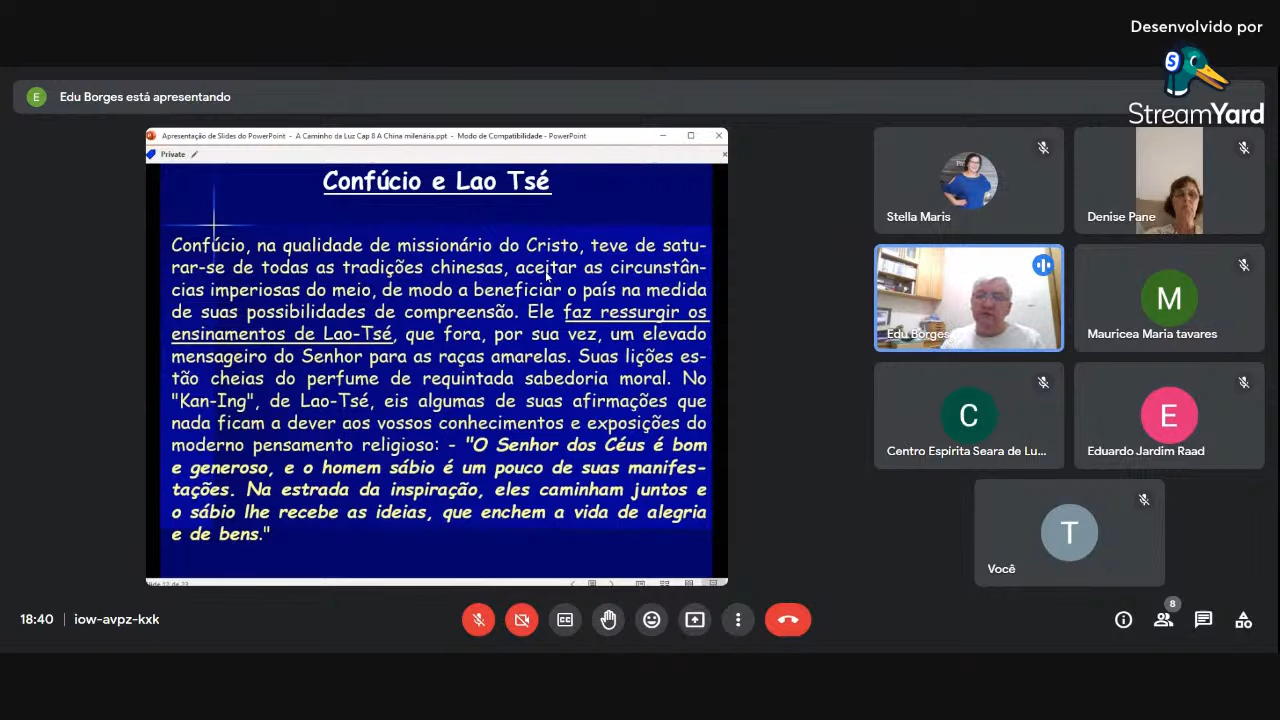 Desenvolvido por
S
StreamYard
E
Edu Borges está apresentando
Apresentação de Slides do PowerPoint - A Caminho da Luz Cap 8 A China milenária.ppt - Modo de Compatibilidade - PowerPoint
Private
Confúcio e Lao Tsé
Confúcio, na qualidade de missionário do Cristo, teve de satu-
rar-se de todas as tradições chinesas, aceitar as circunstân-
cias imperiosas do meio, de modo a beneficiar o país na medida
de suas possibilidades de compreensão. Ele faz ressurgir os
ensinamentos de Lao-Tsé, que fora, por sua vez, um elevado
mensageiro do Senhor para as raças amarelas. Suas lições es-
tão cheias do perfume de requintada sabedoria moral. No
"Kan-Ing", de Lao-Tsé, eis algumas de suas afirmações que
nada ficam a dever aos vossos conhecimentos e exposições do
moderno pensamento religioso: - "O Senhor dos Céus é bom
e generoso, e o homem sábio é um pouco de suas manifes-
tações. Na estrada da inspiração, eles caminham juntos e
o sábio lhe recebe as ideias, que enchem a vida de alegria
e de bens."
Stella Maris
Denise Pane
Edu Borges
M
Mauricea Maria tavares
C
Centro Espírita Seara de Lu...
E
Eduardo Jardim Raad
T
Você
18:40
iow-avpz-kxk
8